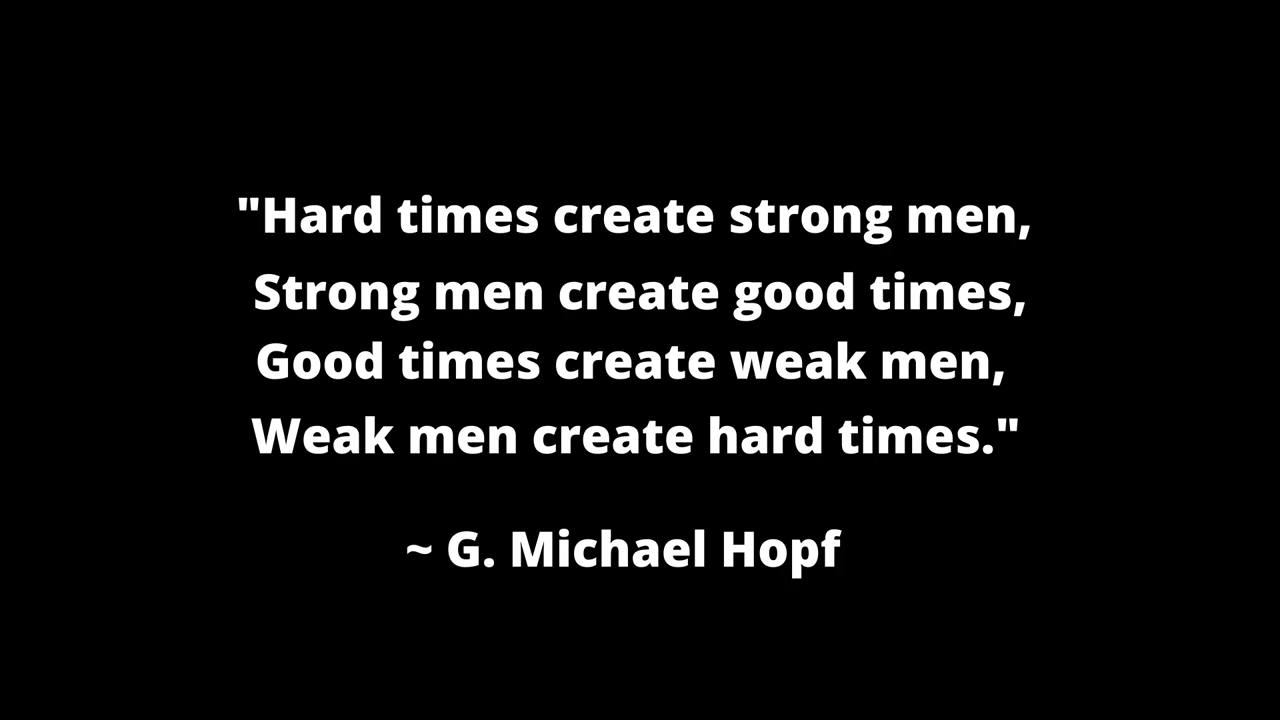 "Hard times create strong men,
Strong men create good times,
Good times create weak men,
Weak men create hard times."
~ G. Michael Hopf